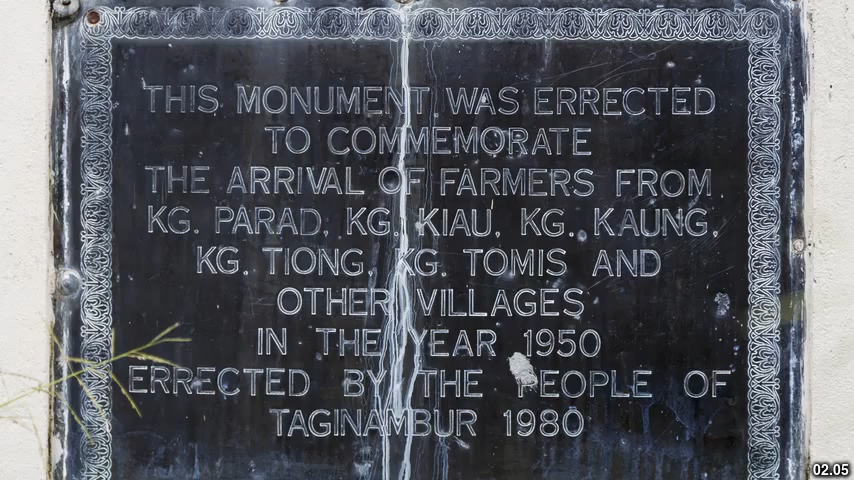 THIS MONUMENT WAS ERRECTED
TO COMMEMORATE
THE ARRIVAL OF FARMERS FROM
KG. PARAD, KG. KIAU, KG. KAUNG,
KG. TIONG, KG. TOMIS AND
OTHER VILLAGES
IN THE YEAR 1950
ERRECTED BY THE PEOPLE OF
TAGINAMBUR 1980
02.05